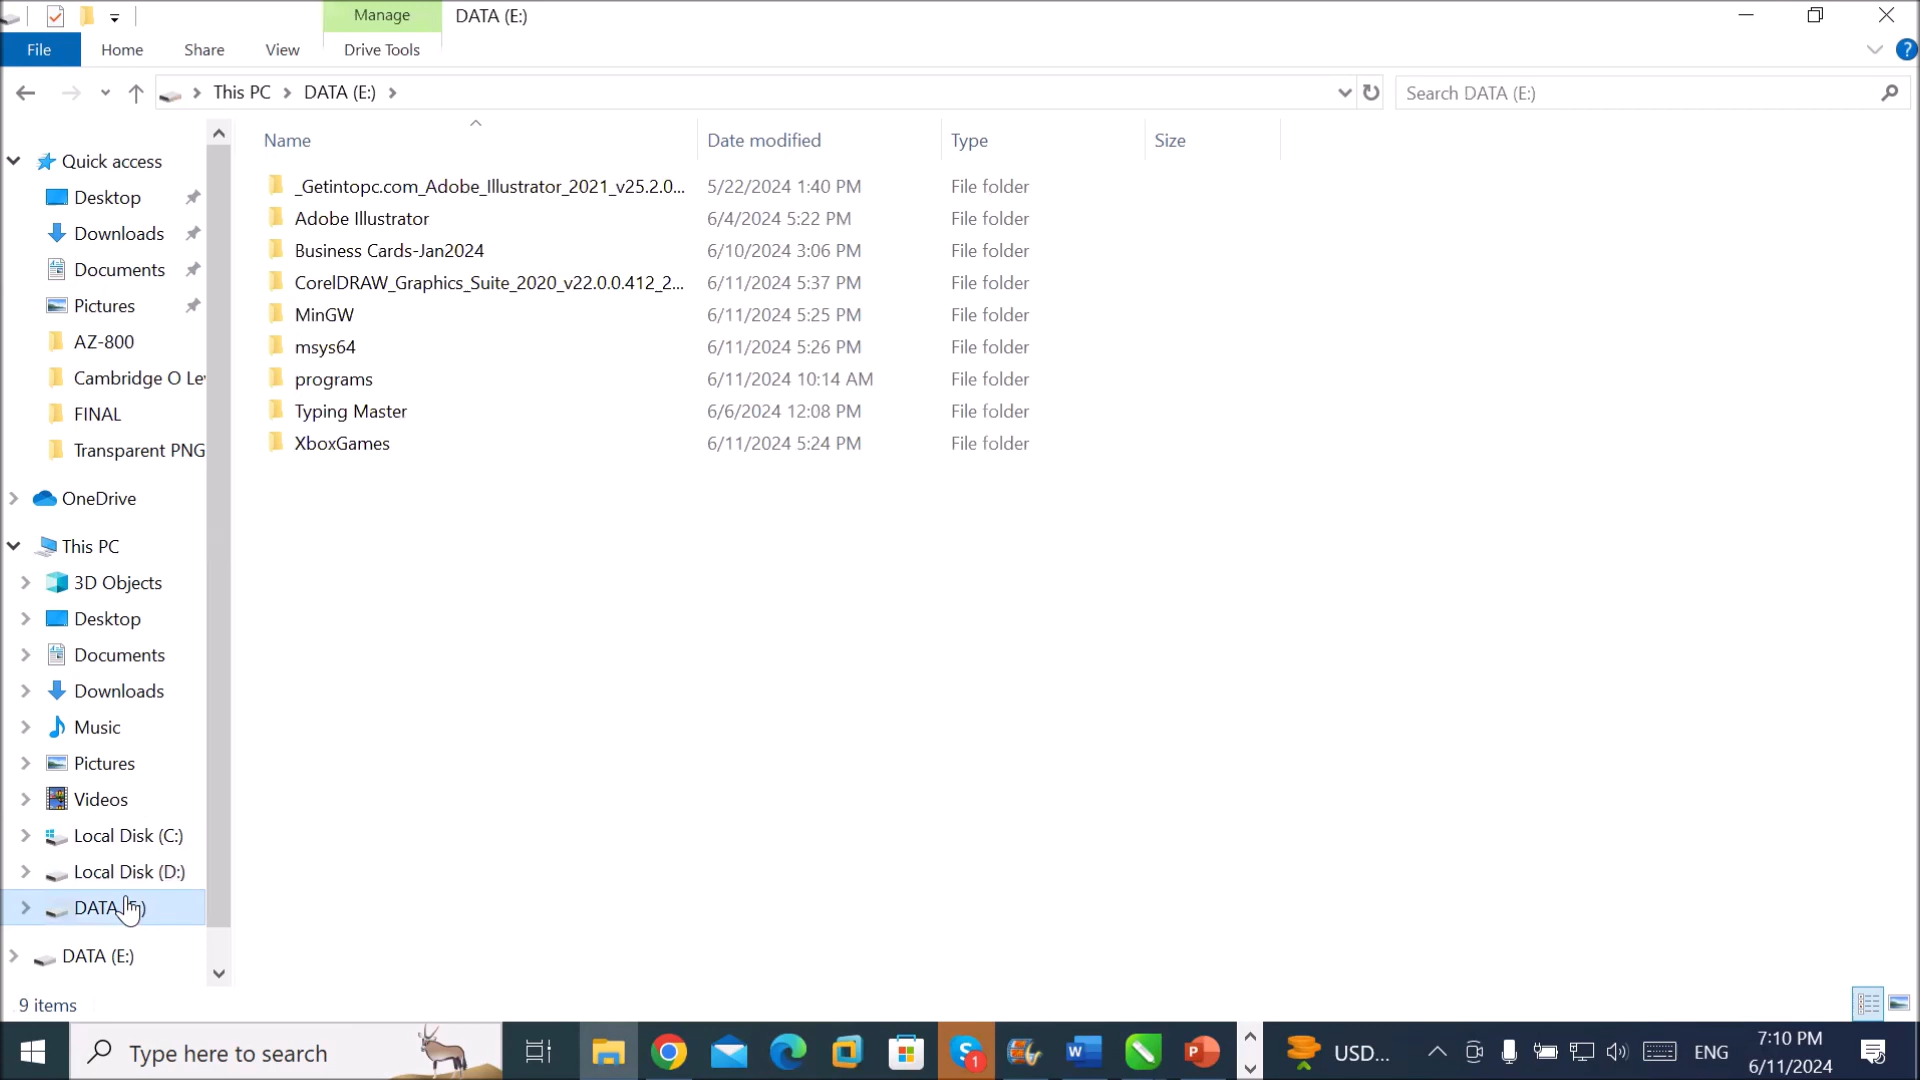 Manage
DATA (E:)
File
Home
Share
View
Drive Tools
This PC
DATA (E:)
Search DATA (E:)
Name
Date modified
Type
Size
Quick access
Desktop
Downloads
Documents
Pictures
AZ-800
Cambridge O Le
FINAL
Transparent PNG
OneDrive
This PC
3D Objects
Desktop
Documents
Downloads
Music
Pictures
Videos
Local Disk (C:)
Local Disk (D:)
DATA
DATA (E:)
_Getintopc.com_Adobe_Illustrator_2021_v25.2.0... 5/22/2024 1:40 PM File folder
Adobe Illustrator 6/4/2024 5:22 PM File folder
Business Cards-Jan2024 6/10/2024 3:06 PM File folder
CorelDRAW_Graphics_Suite_2020_v22.0.0.412_2... 6/11/2024 5:37 PM File folder
MinGW 6/11/2024 5:25 PM File folder
msys64 6/11/2024 5:26 PM File folder
programs 6/11/2024 10:14 AM File folder
Typing Master 6/6/2024 12:08 PM File folder
XboxGames 6/11/2024 5:24 PM File folder
9 items
Type here to search
1
USD...
ENG
7:10 PM
6/11/2024